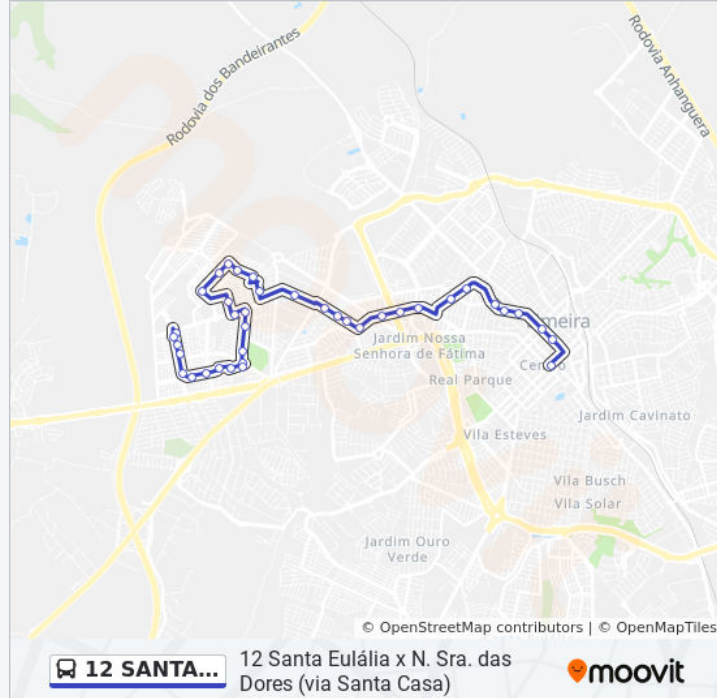 Rodovia dos Bandeirantes
Rodovia Anhanguera
meira
Jardim Nossa
Senhora de Fátima
Real Parque
Jardim Cavinato
Vila Esteves
Vila Busch
Vila Solar
Jardim Ouro
Verde
© OpenStreetMap contributors | © OpenMapTiles
12 SANTA...
12 Santa Eulália x N. Sra. das
Dores (via Santa Casa)
moovit